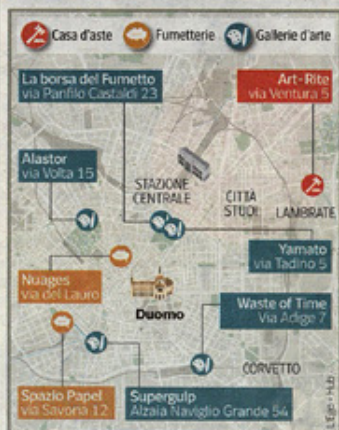 Casa d'aste
Fumetterie
Gallerie d'arte
La borsa del Fumetto
via Panfilo Castaldi 23
Art-Rite
via Ventura 5
Alastor
via Volta 15
STAZIONE
CENTRALE
CITTÀ
STUDI
LAMBRATE
Yamato
via Tadino 5
Nuages
via del Lauro
Duomo
Waste of Time
Via Adige 7
CORVETTO
Spazio Papel
via Savona 12
Supergulp
Alzaia Naviglio Grande 54
L'Ego - Hub